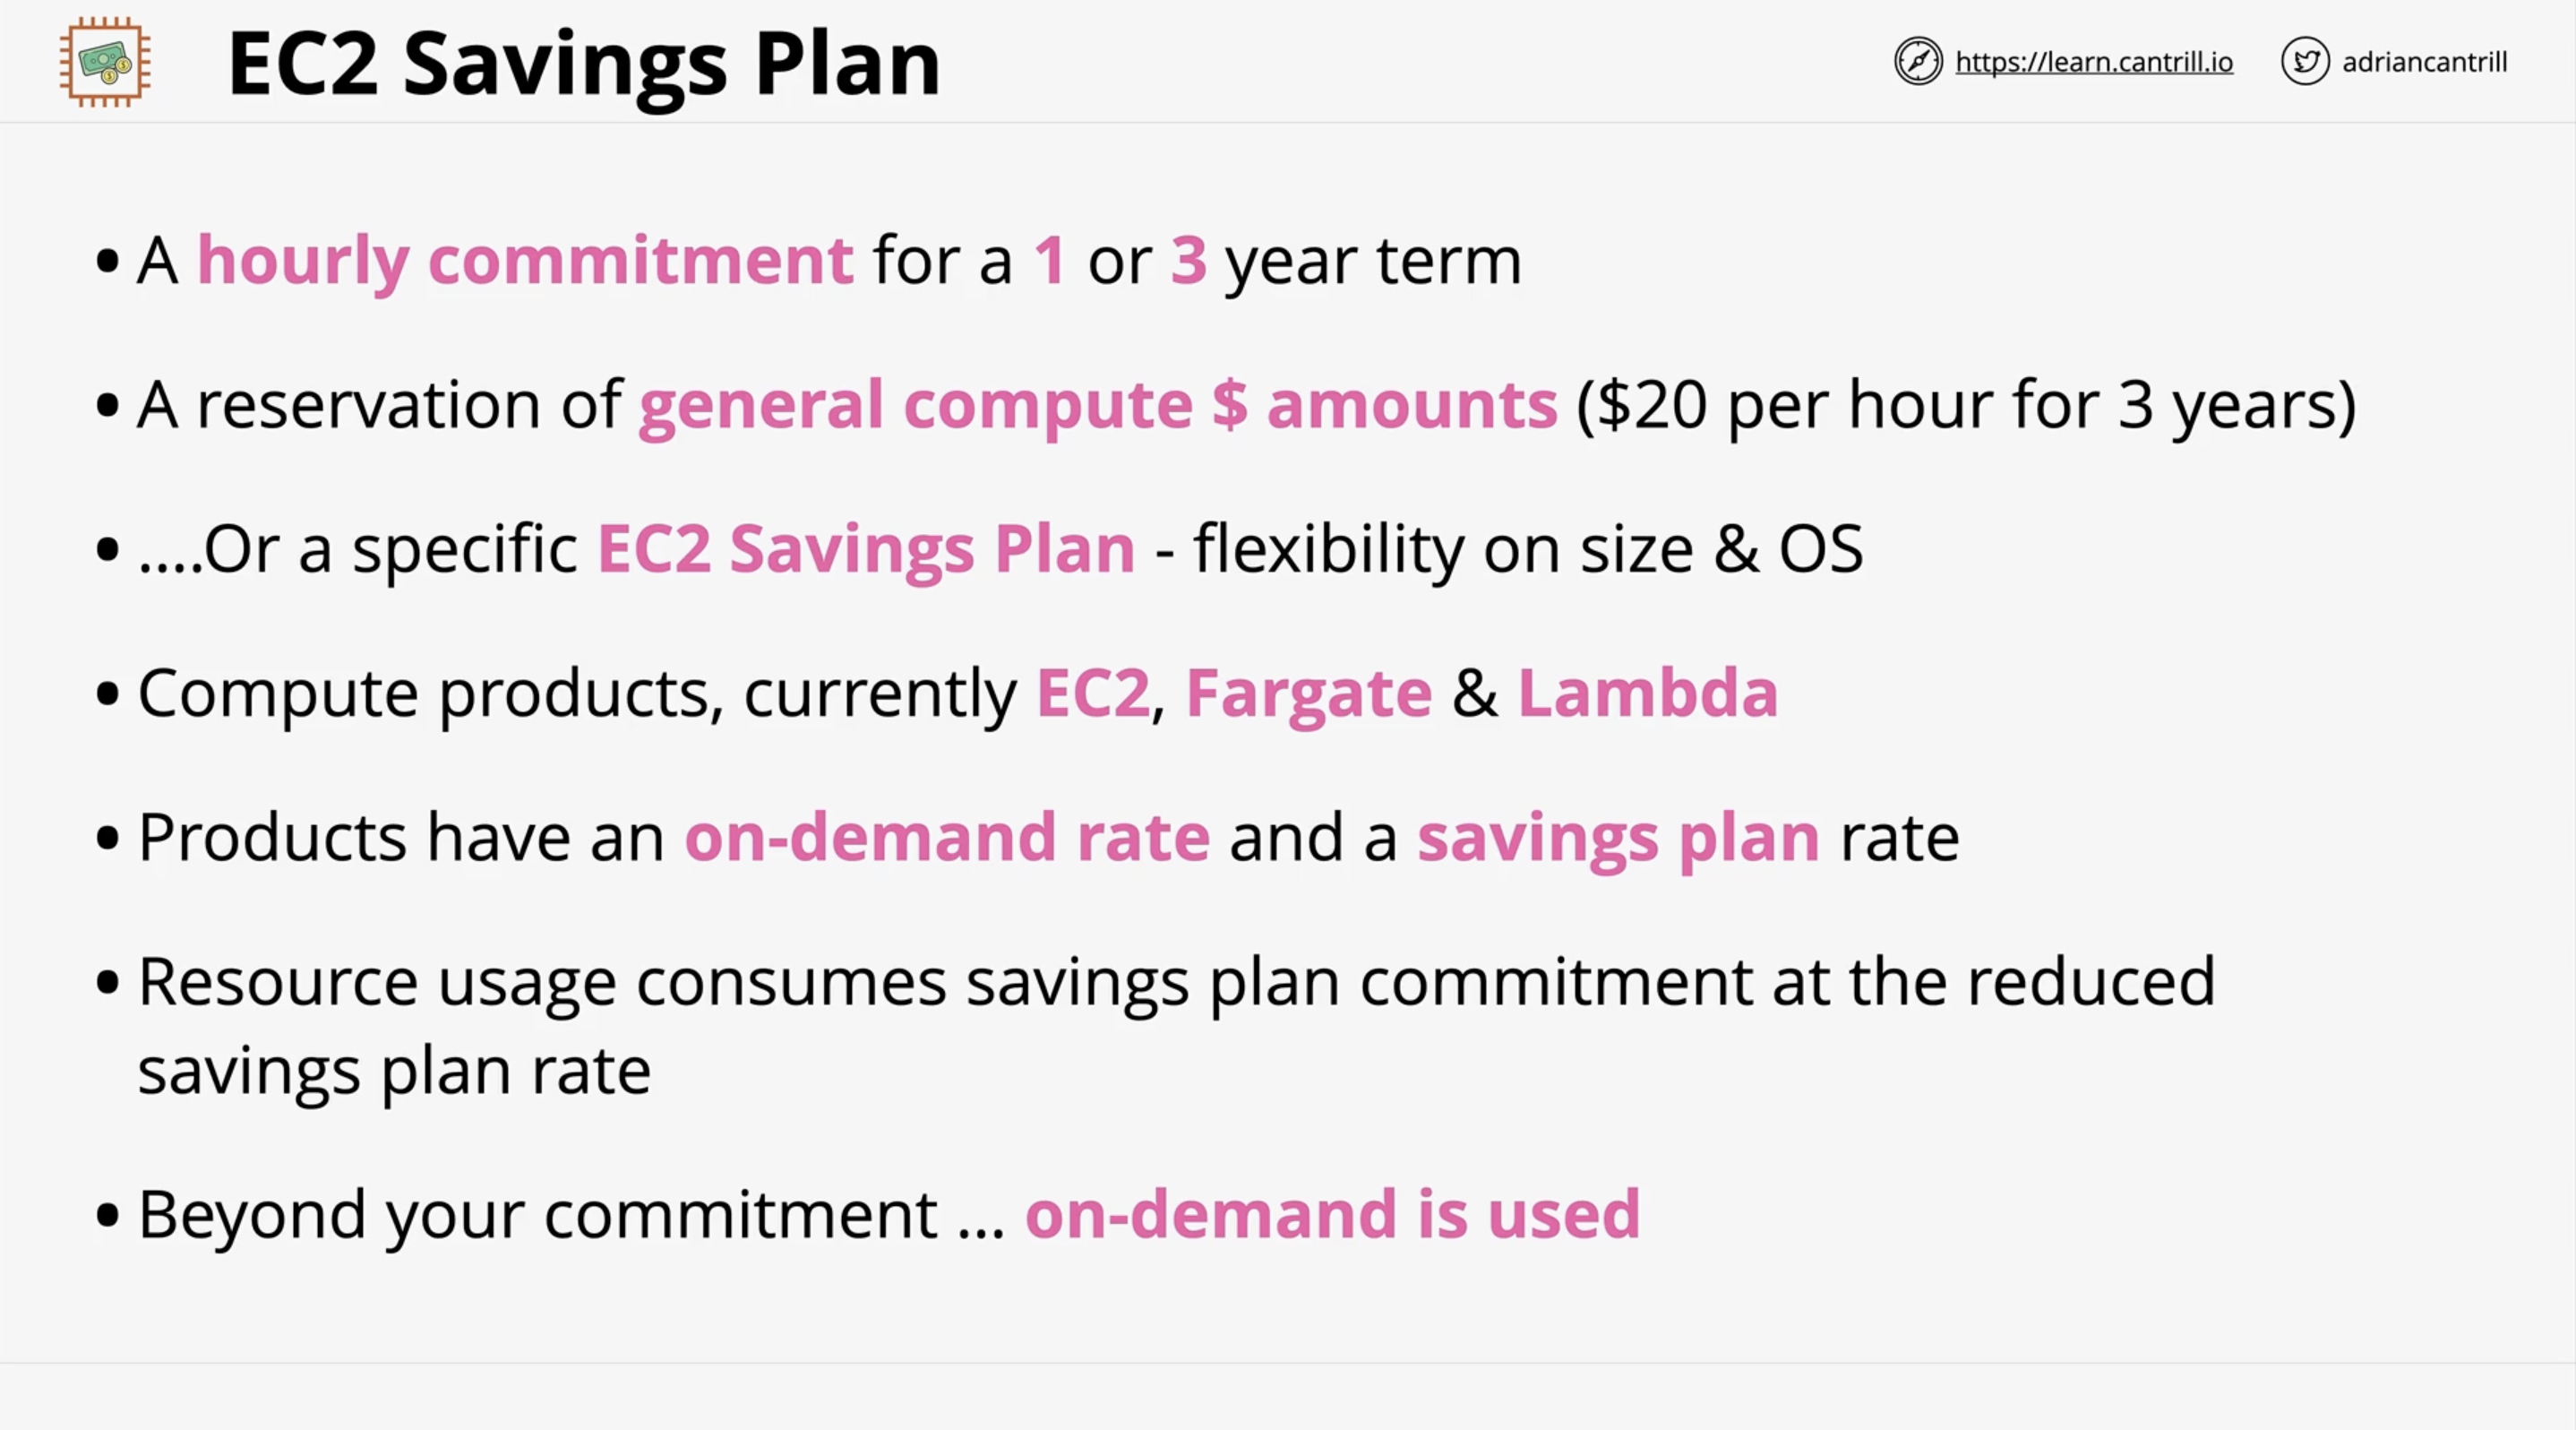 EC2 Savings Plan
https://learn.cantrill.io
adriancantrill
• A hourly commitment for a 1 or 3 year term
• A reservation of general compute $ amounts ($20 per hour for 3 years)
• ....Or a specific EC2 Savings Plan - flexibility on size & OS
• Compute products, currently EC2, Fargate & Lambda
• Products have an on-demand rate and a savings plan rate
• Resource usage consumes savings plan commitment at the reduced
savings plan rate
• Beyond your commitment ... on-demand is used